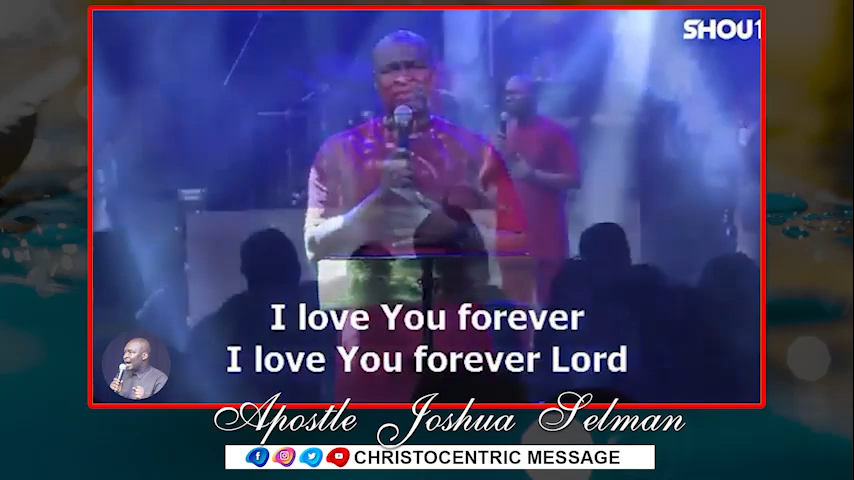 SHOU
I love You forever
I love You forever Lord
Apostle Joshua Selman
CHRISTOCENTRIC MESSAGE